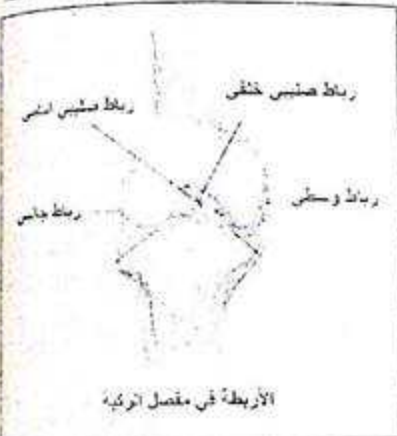 رباط صليبي خلفي
رباط صليبي امامي
رباط وسطي
رباط جانبي
الأربطة في مفصل الركبة